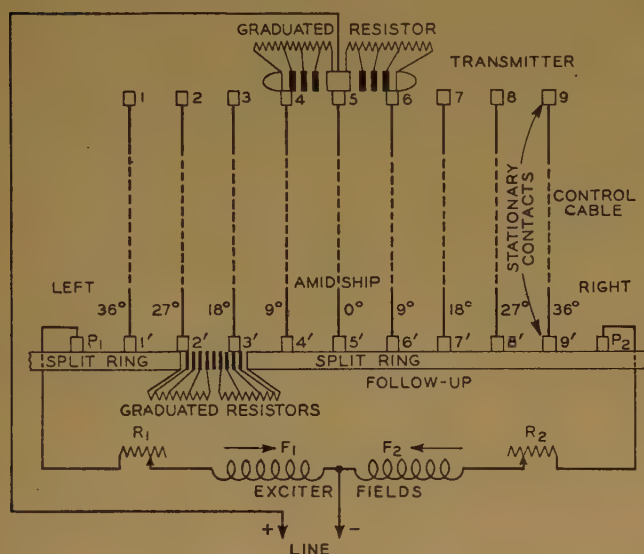 GRADUATED RESISTOR
TRANSMITTER
1 2 3 4 5 6 7 8 9
STATIONARY CONTACTS
CONTROL CABLE
LEFT AMIDSHIP RIGHT
36° 27° 18° 9° 0° 9° 18° 27° 36°
P1 1' 2' 3' 4' 5' 6' 7' 8' 9' P2
SPLIT RING SPLIT RING
FOLLOW-UP
GRADUATED RESISTORS
R1 F1 F2 R2
EXCITER FIELDS
+ -
LINE